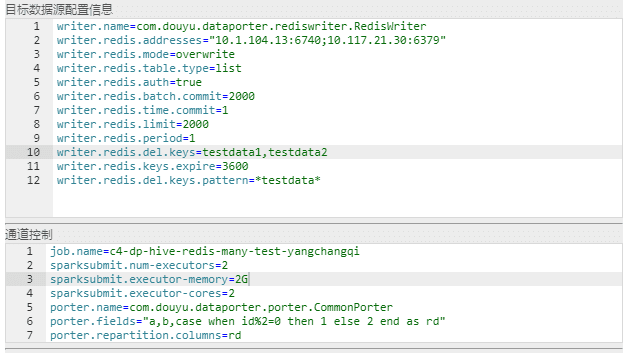 目标数据源配置信息
1 writer.name=com.douyu.dataporter.rediswriter.RedisWriter
2 writer.redis.addresses="10.1.104.13:6740;10.117.21.30:6379"
3 writer.redis.mode=overwrite
4 writer.redis.table.type=list
5 writer.redis.auth=true
6 writer.redis.batch.commit=2000
7 writer.redis.time.commit=1
8 writer.redis.limit=2000
9 writer.redis.period=1
10 writer.redis.del.keys=testdata1,testdata2
11 writer.redis.keys.expire=3600
12 writer.redis.del.keys.pattern=*testdata*
通道控制
1 job.name=c4-dp-hive-redis-many-test-yangchangqi
2 sparksubmit.num-executors=2
3 sparksubmit.executor-memory=2G
4 sparksubmit.executor-cores=2
5 porter.name=com.douyu.dataporter.porter.CommonPorter
6 porter.fields="a,b,case when id%2=0 then 1 else 2 end as rd"
7 porter.repartition.columns=rd